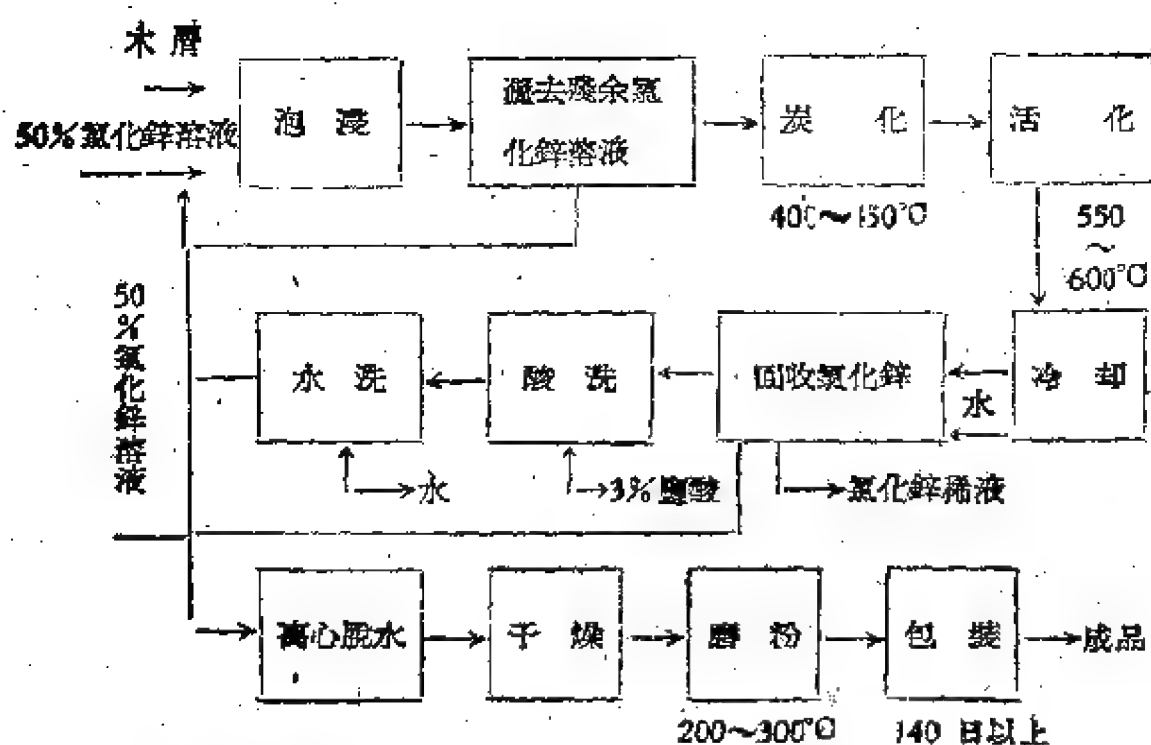 木屑
50%氯化鋅溶液
泡浸
濾去殘余氯
化鋅溶液
炭化
活化
550
～
600°C
50%氯化鋅溶液
水洗
酸洗
回收氯化鋅
冷却
水
水
3%鹽酸
氯化鋅稀液
离心脫水
干燥
磨粉
包裝
成品
200～300°C
140 目以上